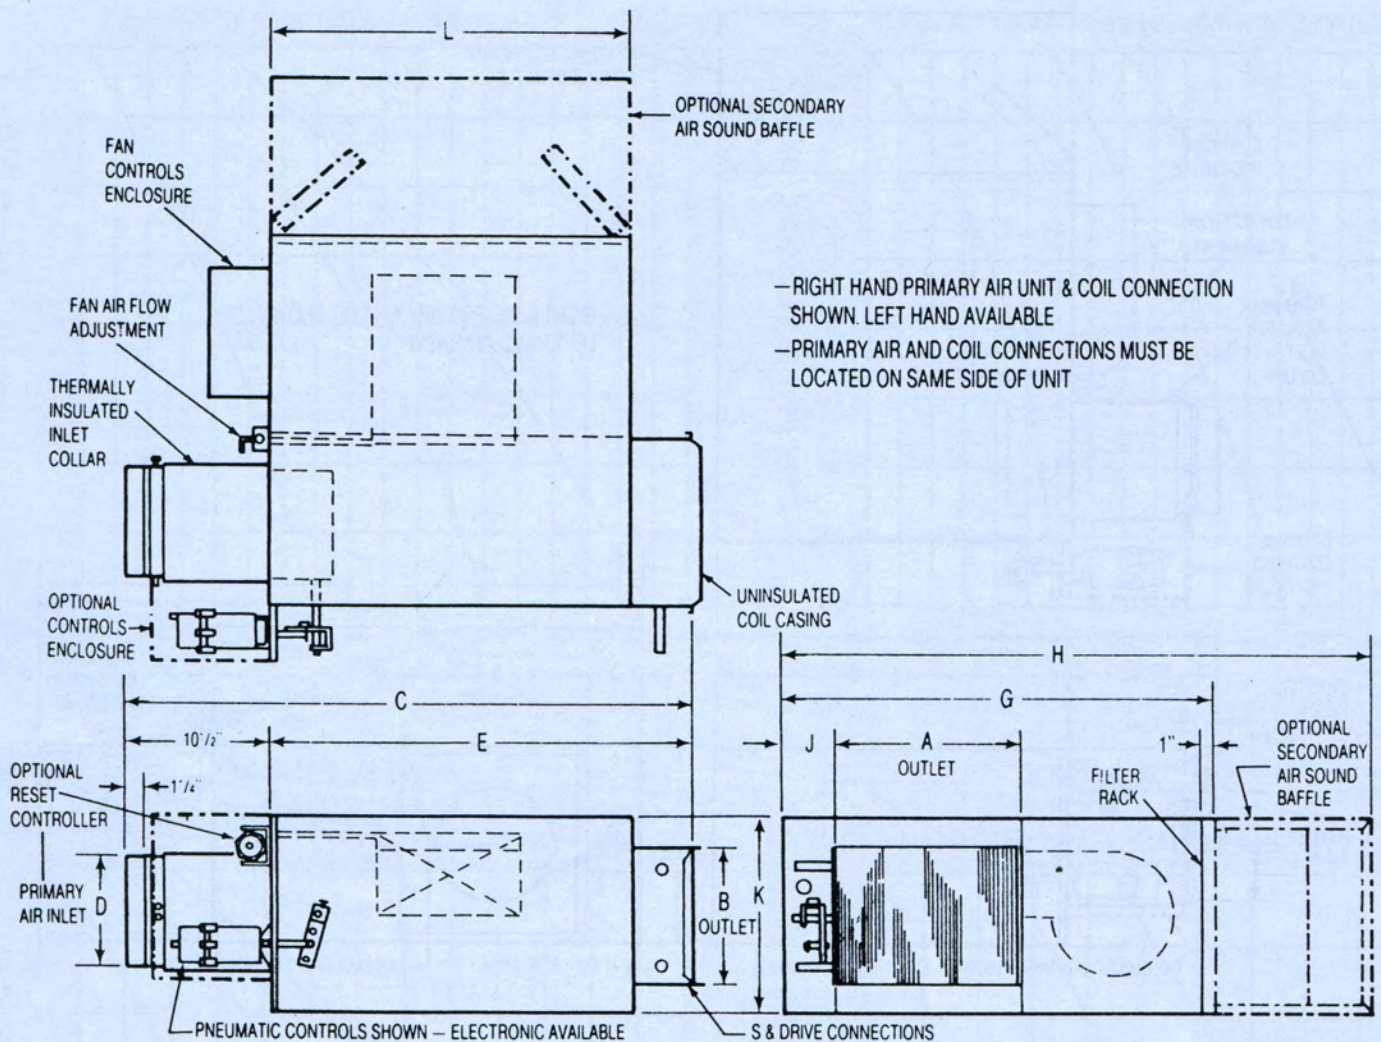 L
OPTIONAL SECONDARY
AIR SOUND BAFFLE
FAN
CONTROLS
ENCLOSURE
FAN AIR FLOW
ADJUSTMENT
THERMALLY
INSULATED
INLET
COLLAR
—RIGHT HAND PRIMARY AIR UNIT & COIL CONNECTION
SHOWN. LEFT HAND AVAILABLE
—PRIMARY AIR AND COIL CONNECTIONS MUST BE
LOCATED ON SAME SIDE OF UNIT
OPTIONAL
CONTROLS
ENCLOSURE
UNINSULATED
COIL CASING
C
10 1/2"
E
OPTIONAL
RESET
CONTROLLER
1 1/4"
PRIMARY
AIR INLET
D
B
OUTLET
K
PNEUMATIC CONTROLS SHOWN — ELECTRONIC AVAILABLE
S & DRIVE CONNECTIONS
H
G
J
A
OUTLET
1"
FILTER
RACK
OPTIONAL
SECONDARY
AIR SOUND
BAFFLE